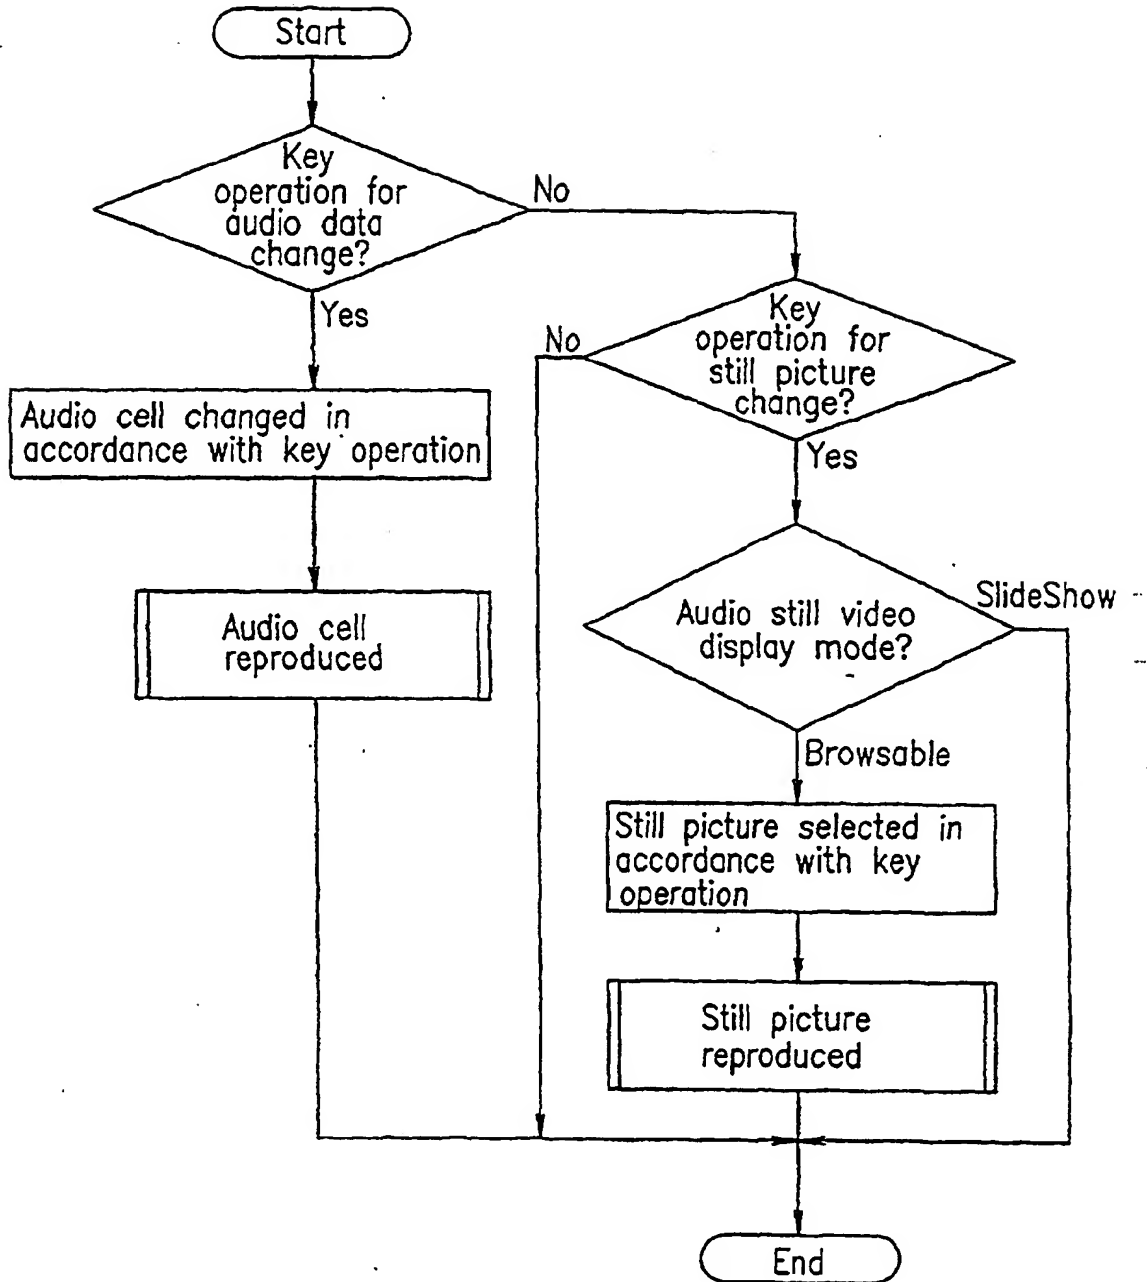 Start
Key
operation for
audio data
change?
No
Yes
Key
operation for
still picture
change?
No
Yes
Audio cell changed in
accordance with key operation
Audio still video
display mode?
SlideShow
Audio cell
reproduced
Browsable
Still picture selected in
accordance with key
operation
Still picture
reproduced
End